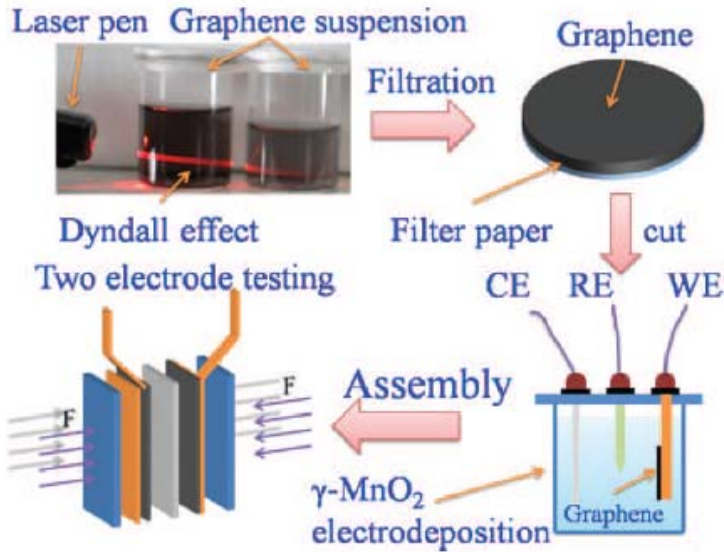 Laser pen Graphene suspension
Graphene
Filtration
Dyndall effect
Filter paper
cut
Two electrode testing
CE RE WE
F
F
Assembly
γ-MnO2
electrodeposition
Graphene